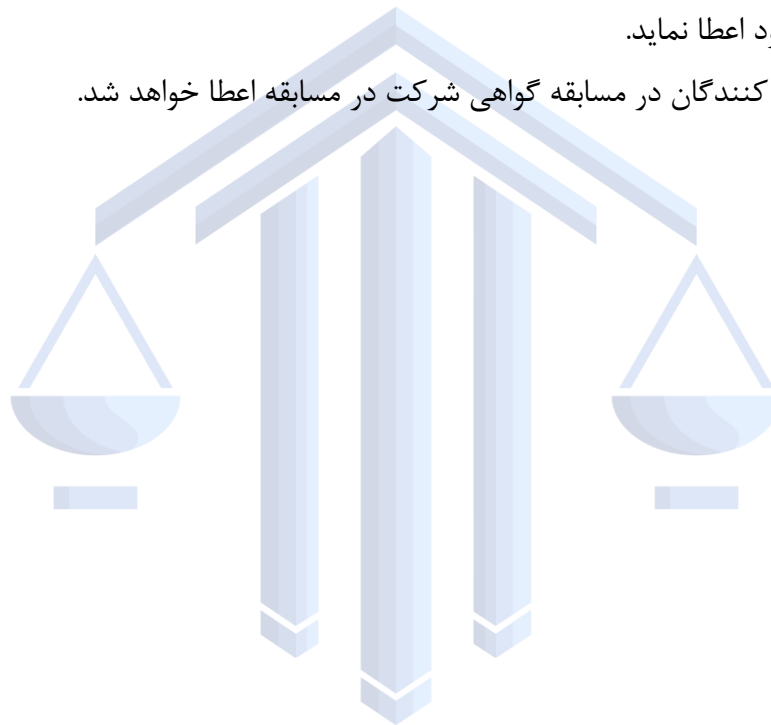 اعطا نماید.
کنندگان در مسابقه گواهی شرکت در مسابقه اعطا خواهد شد.